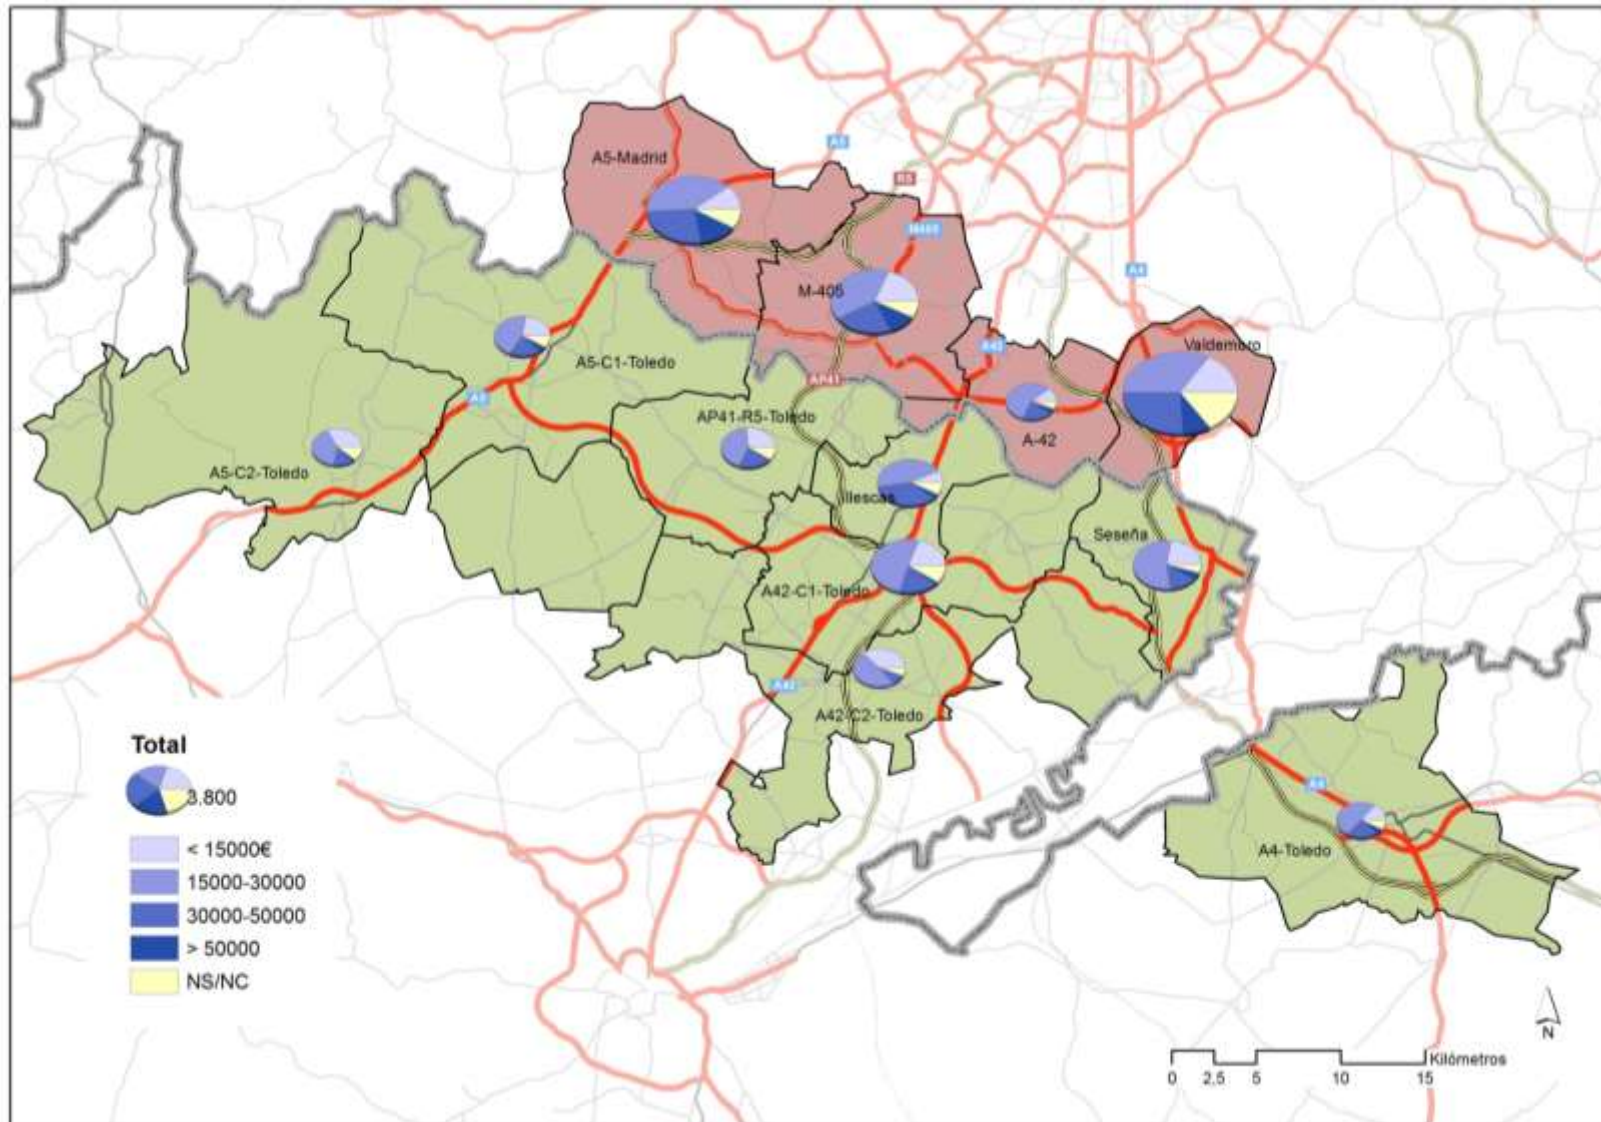 A5
R5
A5-Madrid
M405
M-405
A4
A42
Valdemoro
A5-C1-Toledo
AP41
A5
AP41-R5-Toledo
A-42
A5-C2-Toledo
Illescas
Seseña
A42-C1-Toledo
A42
A42-C2-Toledo
A4
A4-Toledo
Total
3.800
< 15000€
15000-30000
30000-50000
> 50000
NS/NC
N
Kilómetros
0 2,5 5 10 15